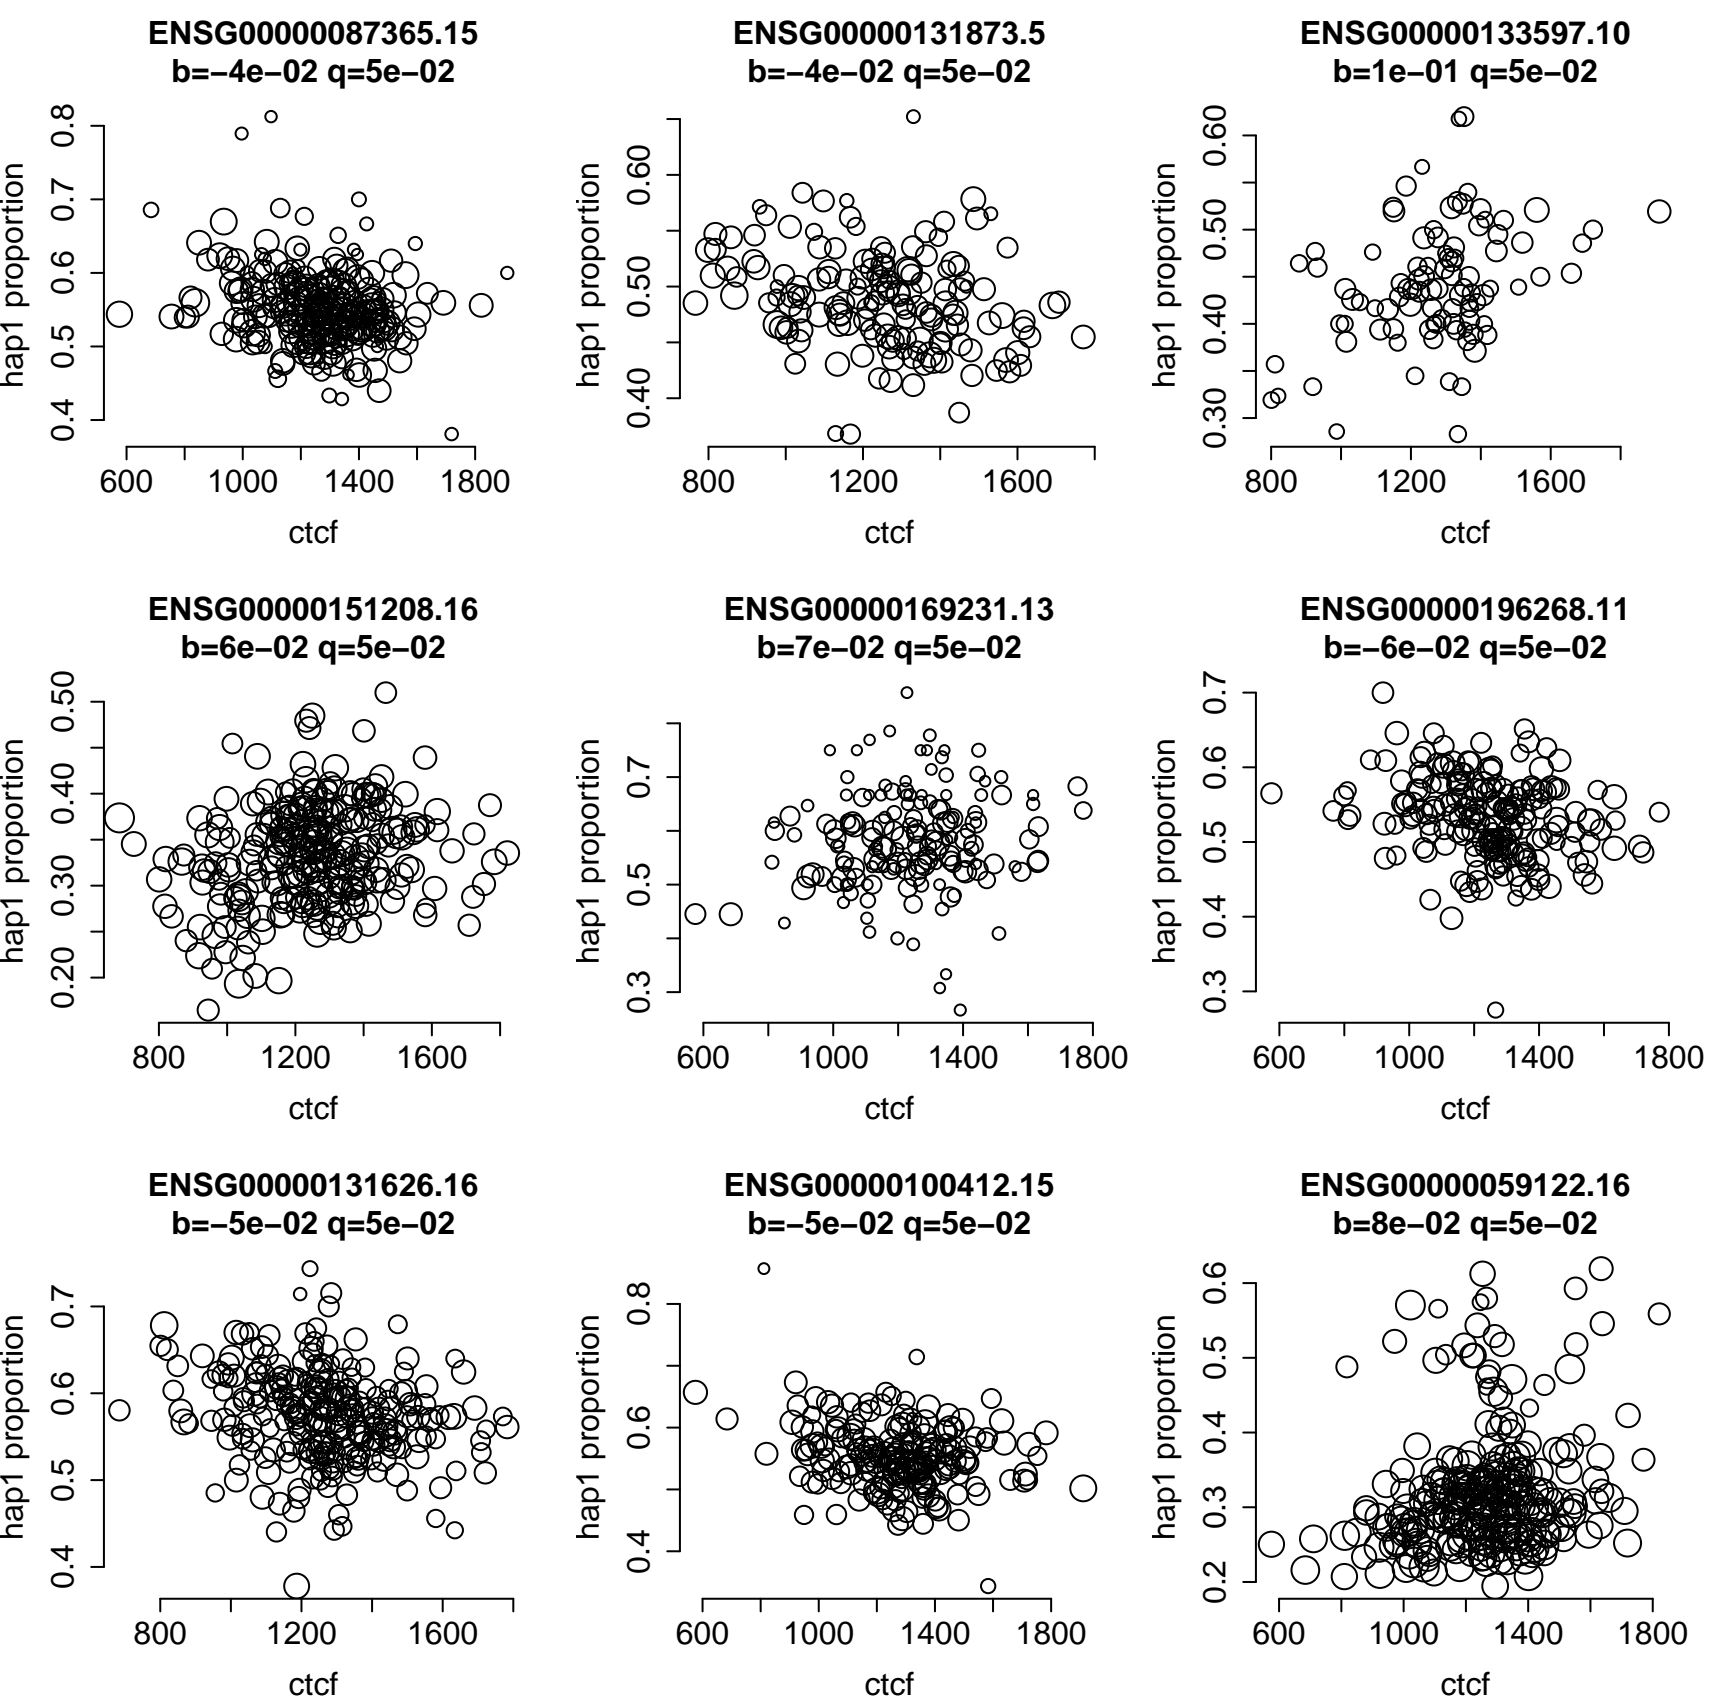 ENSG00000087365.15
b=−4e−02 q=5e−02
hap1 proportion
0.4 0.5 0.6 0.7 0.8
600 1000 1400 1800
ctcf
ENSG00000131873.5
b=−4e−02 q=5e−02
hap1 proportion
0.40 0.50 0.60
800 1200 1600
ctcf
ENSG00000133597.10
b=1e−01 q=5e−02
hap1 proportion
0.30 0.40 0.50 0.60
800 1200 1600
ctcf
ENSG00000151208.16
b=6e−02 q=5e−02
hap1 proportion
0.20 0.30 0.40 0.50
800 1200 1600
ctcf
ENSG00000169231.13
b=7e−02 q=5e−02
hap1 proportion
0.3 0.5 0.7
600 1000 1400 1800
ctcf
ENSG00000196268.11
b=−6e−02 q=5e−02
hap1 proportion
0.3 0.4 0.5 0.6 0.7
600 1000 1400 1800
ctcf
ENSG00000131626.16
b=−5e−02 q=5e−02
hap1 proportion
0.4 0.5 0.6 0.7
800 1200 1600
ctcf
ENSG00000100412.15
b=−5e−02 q=5e−02
hap1 proportion
0.4 0.6 0.8
600 1000 1400 1800
ctcf
ENSG00000059122.16
b=8e−02 q=5e−02
hap1 proportion
0.2 0.3 0.4 0.5 0.6
600 1000 1400 1800
ctcf